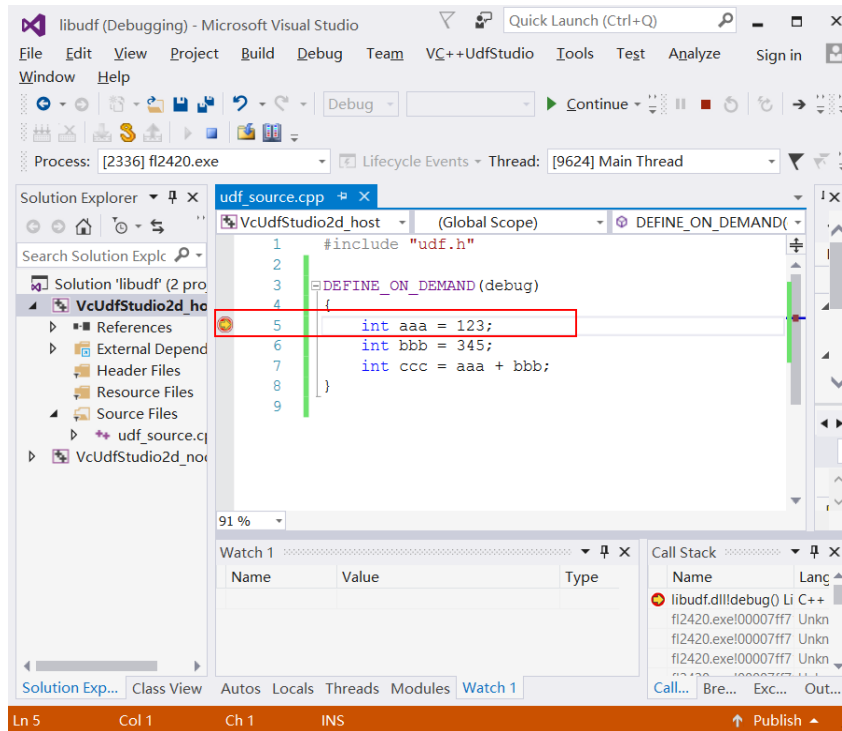 libudf (Debugging) - Microsoft Visual Studio
Quick Launch (Ctrl+Q)
File Edit View Project Build Debug Team VC++UdfStudio Tools Test Analyze Sign in
Window Help
Debug Continue
Process: [2336] fl2420.exe Lifecycle Events Thread: [9624] Main Thread
Solution Explorer
udf_source.cpp
VcUdfStudio2d_host (Global Scope) DEFINE_ON_DEMAND(
Search Solution Explc
Solution 'libudf' (2 pro
VcUdfStudio2d_ho
References
External Depend
Header Files
Resource Files
Source Files
udf_source.c
VcUdfStudio2d_no
1 #include "udf.h"
2
3 DEFINE_ON_DEMAND(debug)
4 {
5 int aaa = 123;
6 int bbb = 345;
7 int ccc = aaa + bbb;
8 }
9
91 %
Watch 1
Name Value Type
Call Stack
Name Lang
libudf.dll!debug() Li C++
fl2420.exe!00007ff7 Unkn
fl2420.exe!00007ff7 Unkn
fl2420.exe!00007ff7 Unkn
Solution Exp... Class View
Autos Locals Threads Modules Watch 1
Call... Bre... Exc... Out...
Ln 5 Col 1 Ch 1 INS Publish